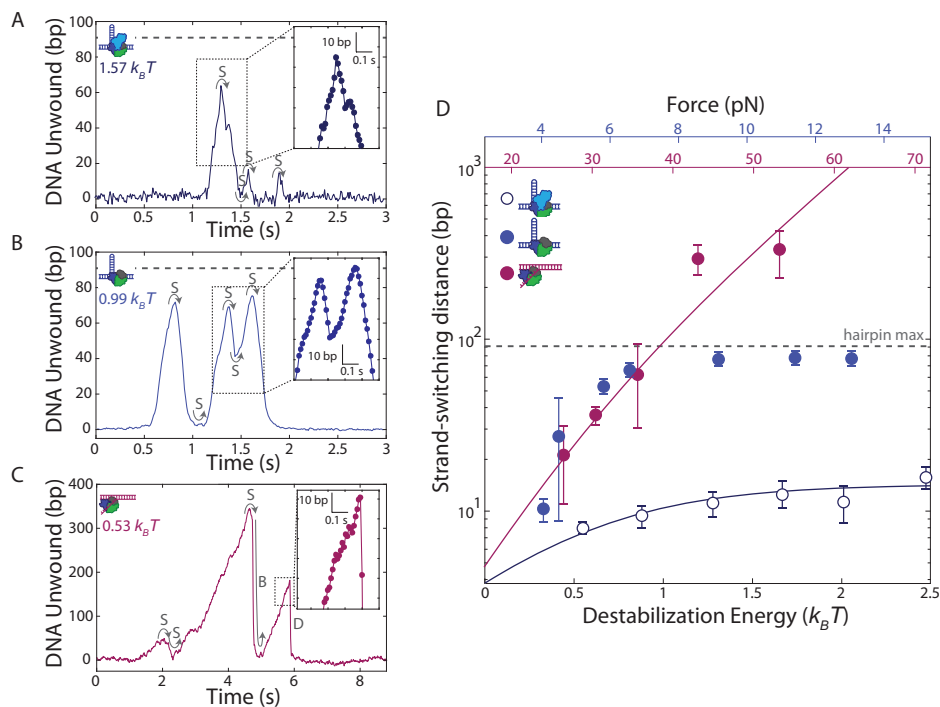 A
DNA Unwound (bp)
100
80
60
40
20
0
1.57 k_BT
S
S
S
S
10 bp
0.1 s
0
0.5
1
1.5
2
2.5
3
Time (s)
B
DNA Unwound (bp)
100
80
60
40
20
0
0.99 k_BT
S
S
S
S
S
10 bp
0.1 s
0
0.5
1.0
1.5
2
2.5
3
Time (s)
C
DNA Unwound (bp)
400
300
200
100
0
0.53 k_BT
S
S
S
B
D
10 bp
0.1 s
0
2
4
6
8
Time (s)
D
Force (pN)
4 6 8 10 12 14
20 30 40 50 60 70
Strand-switching distance (bp)
10³
10²
10¹
hairpin max
0 0.5 1 1.5 2 2.5
Destabilization Energy (k_BT)